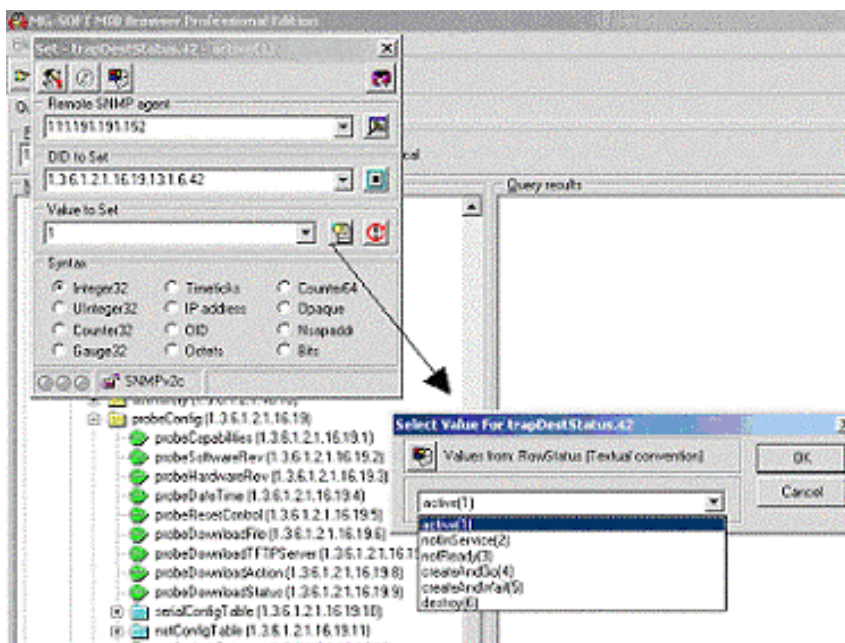 MG-SOFT MIB Browser Professional Edition
Set - trapDestStatus.42 - active(1)
Remote SNMP agent
111.191.191.152
OID to Set
1.3.6.1.2.1.16.19.13.1.6.42
Value to Set
1
Syntax
Integer32
Timeticks
Counter64
UInteger32
IP address
Opaque
Counter32
OID
Nsapaddr
Gauge32
Octets
Bits
SNMPv2c
cal
Query results
probeConfig (1.3.6.1.2.1.16.19)
probeCapabilities (1.3.6.1.2.1.16.19.1)
probeSoftwareRev (1.3.6.1.2.1.16.19.2)
probeHardwareRev (1.3.6.1.2.1.16.19.3)
probeDateTime (1.3.6.1.2.1.16.19.4)
probeResetControl (1.3.6.1.2.1.16.19.5)
probeDownloadFile (1.3.6.1.2.1.16.19.6)
probeDownloadTFTPServer (1.3.6.1.2.1.16.1
probeDownloadAction (1.3.6.1.2.1.16.19.8)
probeDownloadStatus (1.3.6.1.2.1.16.19.9)
serialConfigTable (1.3.6.1.2.1.16.19.10)
netConfigTable (1.3.6.1.2.1.16.19.11)
Select Value For trapDestStatus.42
Values from: RowStatus (Textual convention)
OK
Cancel
active(1)
active(1)
notInService(2)
notReady(3)
createAndGo(4)
createAndWait(5)
destroy(6)